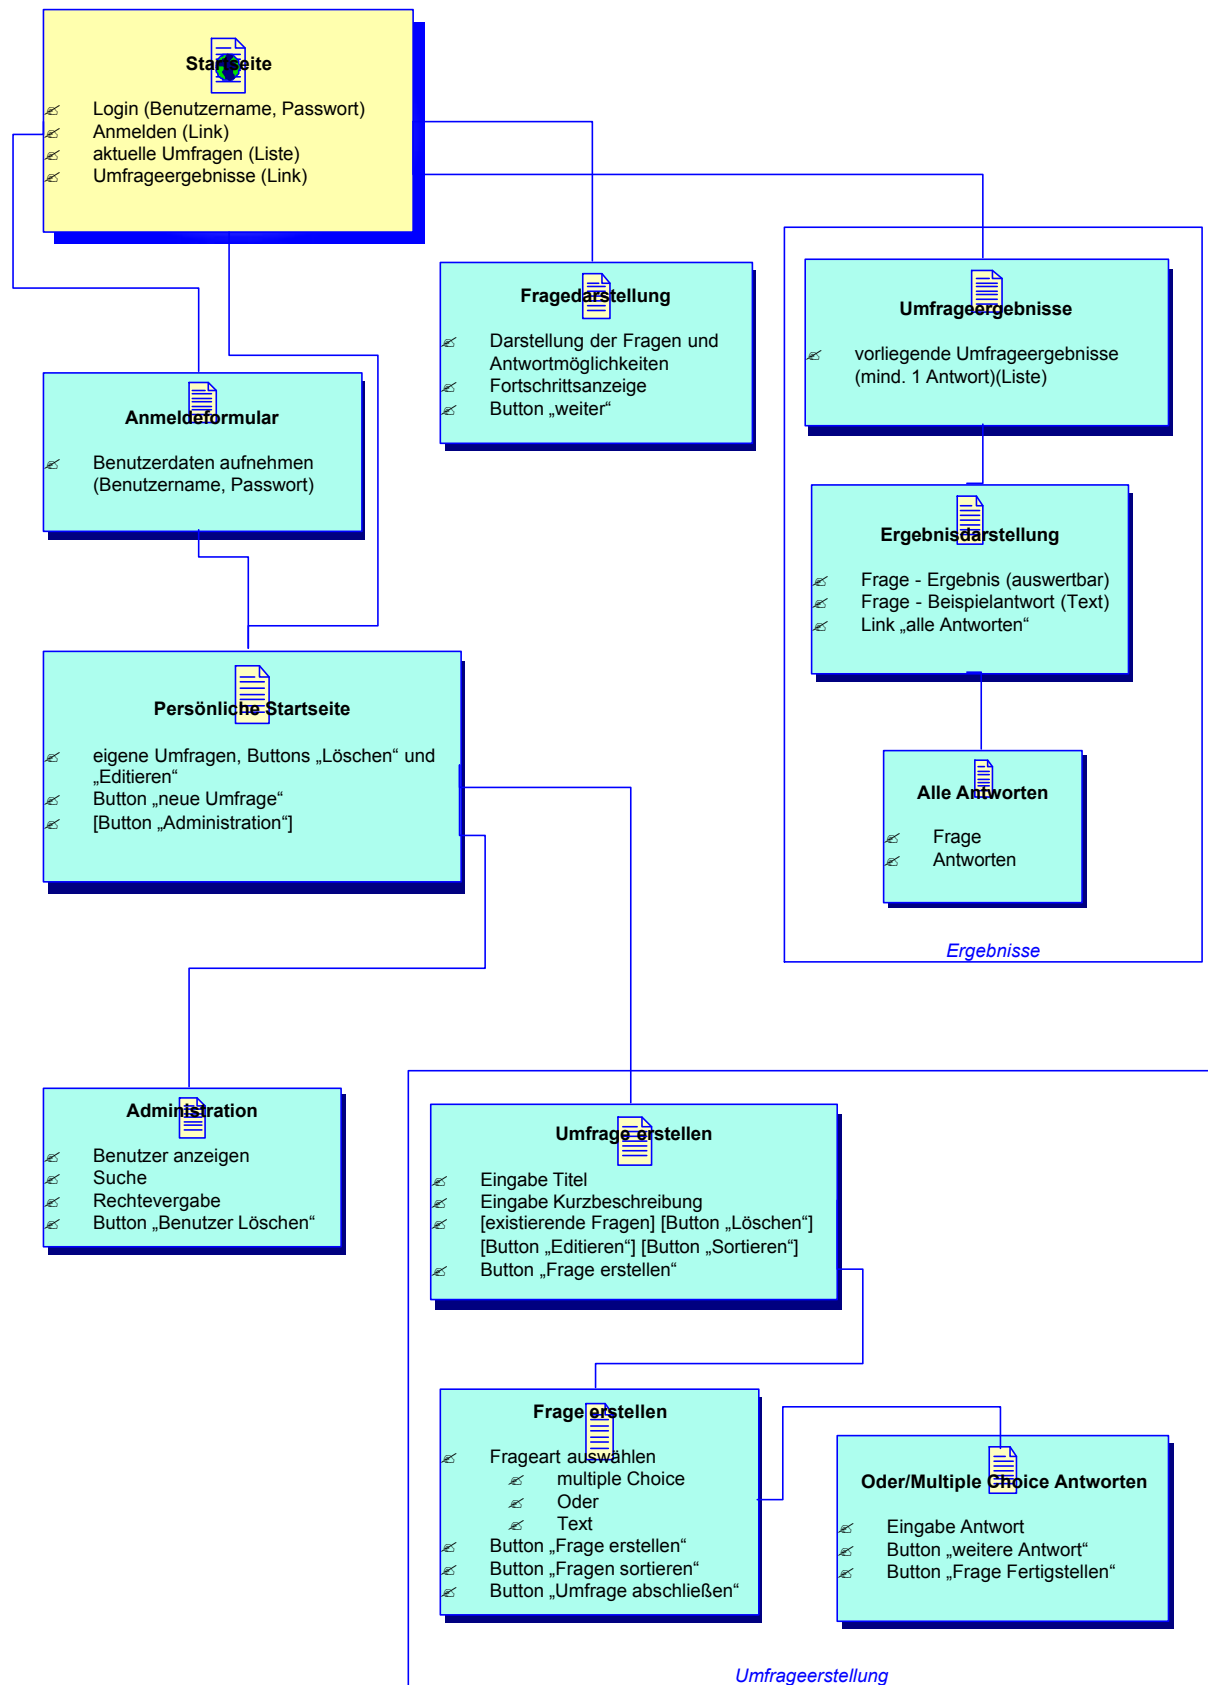 Startseite
Login (Benutzername, Passwort)
Anmelden (Link)
aktuelle Umfragen (Liste)
Umfrageergebnisse (Link)
Fragedarstellung
Darstellung der Fragen und
Antwortmöglichkeiten
Fortschrittsanzeige
Button „weiter“
Umfrageergebnisse
vorliegende Umfrageergebnisse
(mind. 1 Antwort)(Liste)
Anmeldeformular
Benutzerdaten aufnehmen
(Benutzername, Passwort)
Ergebnisdarstellung
Frage - Ergebnis (auswertbar)
Frage - Beispielantwort (Text)
Link „alle Antworten“
Persönliche Startseite
eigene Umfragen, Buttons „Löschen“ und
„Editieren“
Button „neue Umfrage“
[Button „Administration“]
Alle Antworten
Frage
Antworten
Ergebnisse
Administration
Benutzer anzeigen
Suche
Rechtevergabe
Button „Benutzer Löschen“
Umfrage erstellen
Eingabe Titel
Eingabe Kurzbeschreibung
[existierende Fragen] [Button „Löschen“]
[Button „Editieren“] [Button „Sortieren“]
Button „Frage erstellen“
Frage erstellen
Frageart auswählen
multiple Choice
Oder
Text
Button „Frage erstellen“
Button „Fragen sortieren“
Button „Umfrage abschließen“
Oder/Multiple Choice Antworten
Eingabe Antwort
Button „weitere Antwort“
Button „Frage Fertigstellen“
Umfrageerstellung